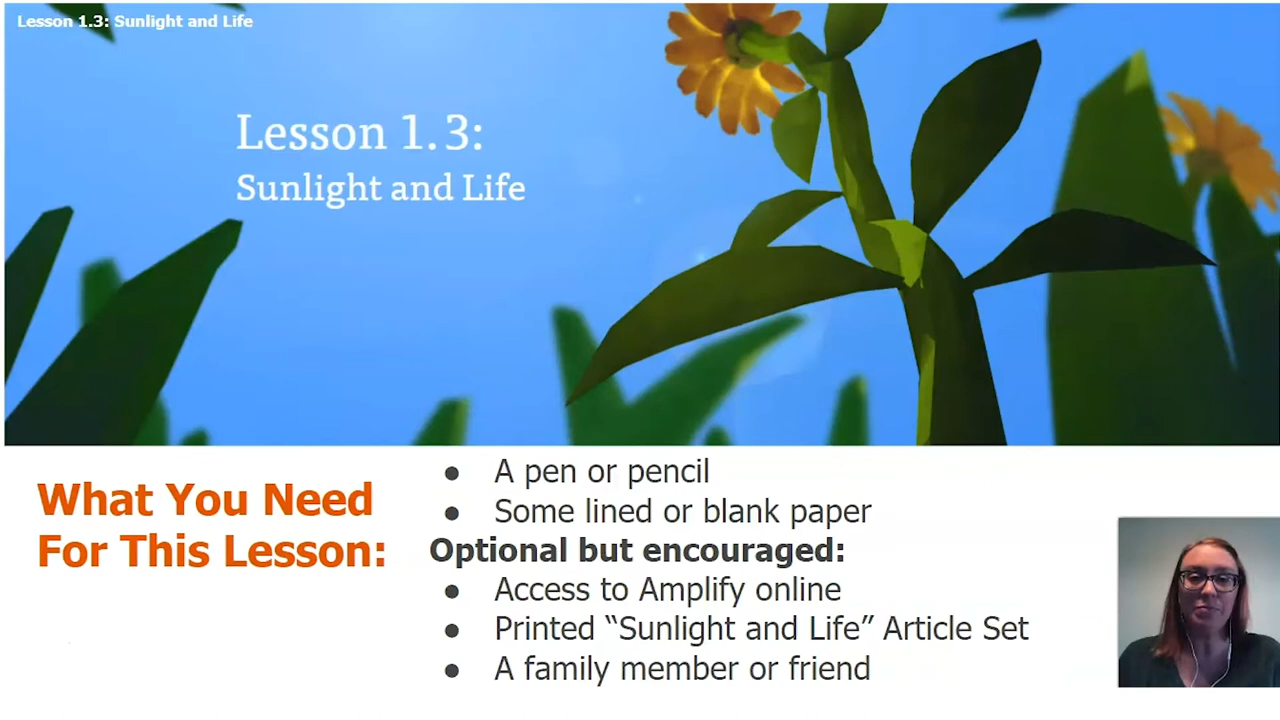 Lesson 1.3: Sunlight and Life
Lesson 1.3:
Sunlight and Life
What You Need
For This Lesson:
● A pen or pencil
● Some lined or blank paper
Optional but encouraged:
● Access to Amplify online
● Printed “Sunlight and Life” Article Set
● A family member or friend